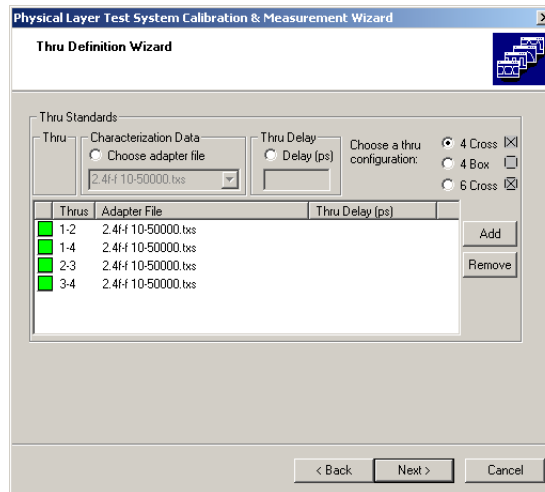 Physical Layer Test System Calibration & Measurement Wizard
Thru Definition Wizard
Thru Standards
Thru
Characterization Data
Choose adapter file
2.4f-f 10-50000.txs
Thru Delay
Delay (ps)
Choose a thru
configuration:
4 Cross
4 Box
6 Cross
Thrus Adapter File Thru Delay (ps)
1-2 2.4f-f 10-50000.txs
1-4 2.4f-f 10-50000.txs
2-3 2.4f-f 10-50000.txs
3-4 2.4f-f 10-50000.txs
Add
Remove
< Back Next > Cancel